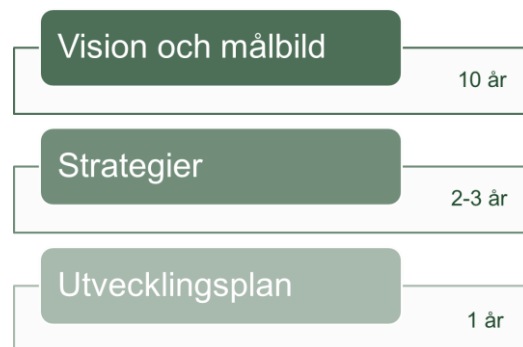 Vision och målbild
10 år
Strategier
2-3 år
Utvecklingsplan
1 år